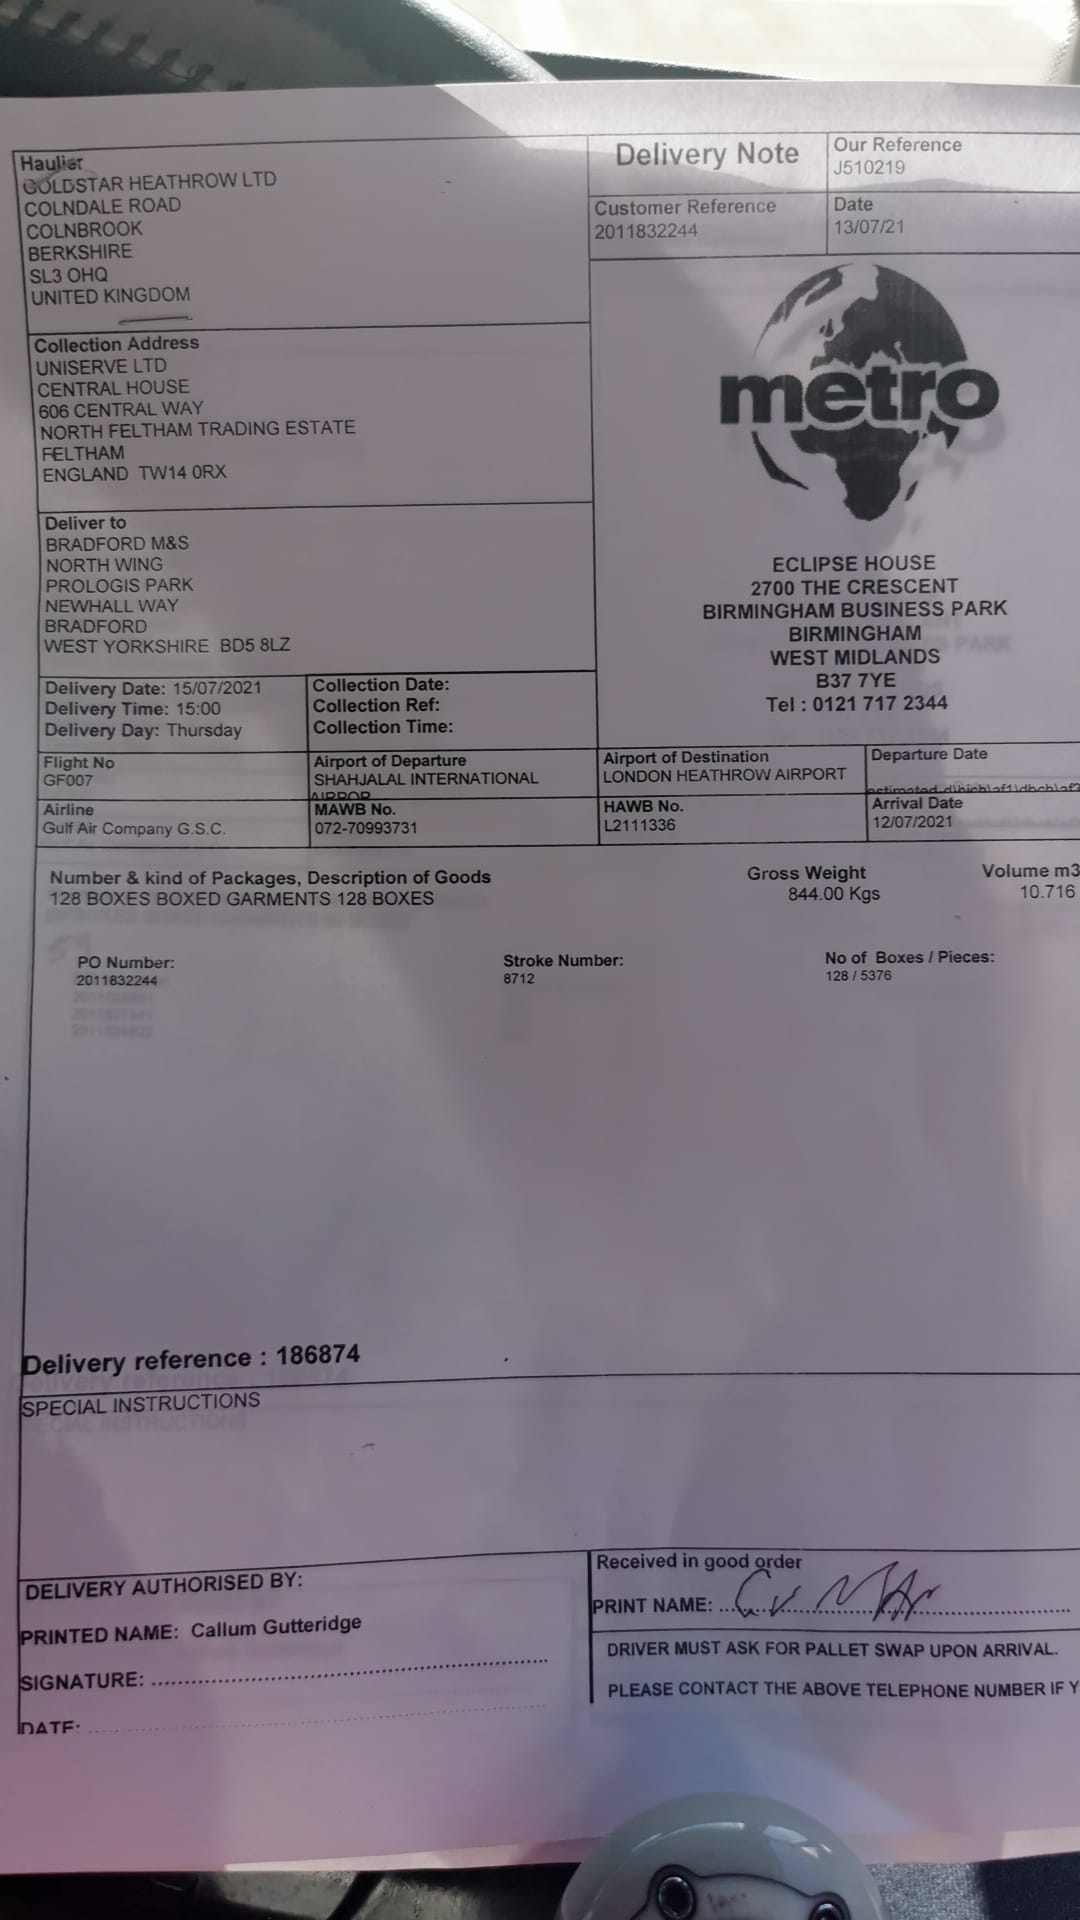 Haulier
GOLDSTAR HEATHROW LTD
COLNDALE ROAD
COLNBROOK
BERKSHIRE
SL3 OHQ
UNITED KINGDOM
Delivery Note
Our Reference
J510219
Customer Reference
2011832244
Date
13/07/21
Collection Address
UNISERVE LTD
CENTRAL HOUSE
606 CENTRAL WAY
NORTH FELTHAM TRADING ESTATE
FELTHAM
ENGLAND TW14 0RX
metro
Deliver to
BRADFORD M&S
NORTH WING
PROLOGIS PARK
NEWHALL WAY
BRADFORD
WEST YORKSHIRE BD5 8LZ
ECLIPSE HOUSE
2700 THE CRESCENT
BIRMINGHAM BUSINESS PARK
BIRMINGHAM
WEST MIDLANDS
B37 7YE
Tel : 0121 717 2344
Delivery Date: 15/07/2021
Delivery Time: 15:00
Delivery Day: Thursday
Collection Date:
Collection Ref:
Collection Time:
Flight No
GF007
Airport of Departure
SHAHJALAL INTERNATIONAL
Airport of Destination
LONDON HEATHROW AIRPORT
Departure Date
Airline
Gulf Air Company G.S.C.
MAWB No.
072-70993731
HAWB No.
L2111336
Arrival Date
12/07/2021
Number & kind of Packages, Description of Goods
128 BOXES BOXED GARMENTS 128 BOXES
Gross Weight
844.00 Kgs
Volume m3
10.716
PO Number:
2011832244
Stroke Number:
8712
No of Boxes / Pieces:
128 / 5376
Delivery reference : 186874
SPECIAL INSTRUCTIONS
DELIVERY AUTHORISED BY:
PRINTED NAME: Callum Gutteridge
SIGNATURE:
DATE:
Received in good order
PRINT NAME:
DRIVER MUST ASK FOR PALLET SWAP UPON ARRIVAL.
PLEASE CONTACT THE ABOVE TELEPHONE NUMBER IF Y